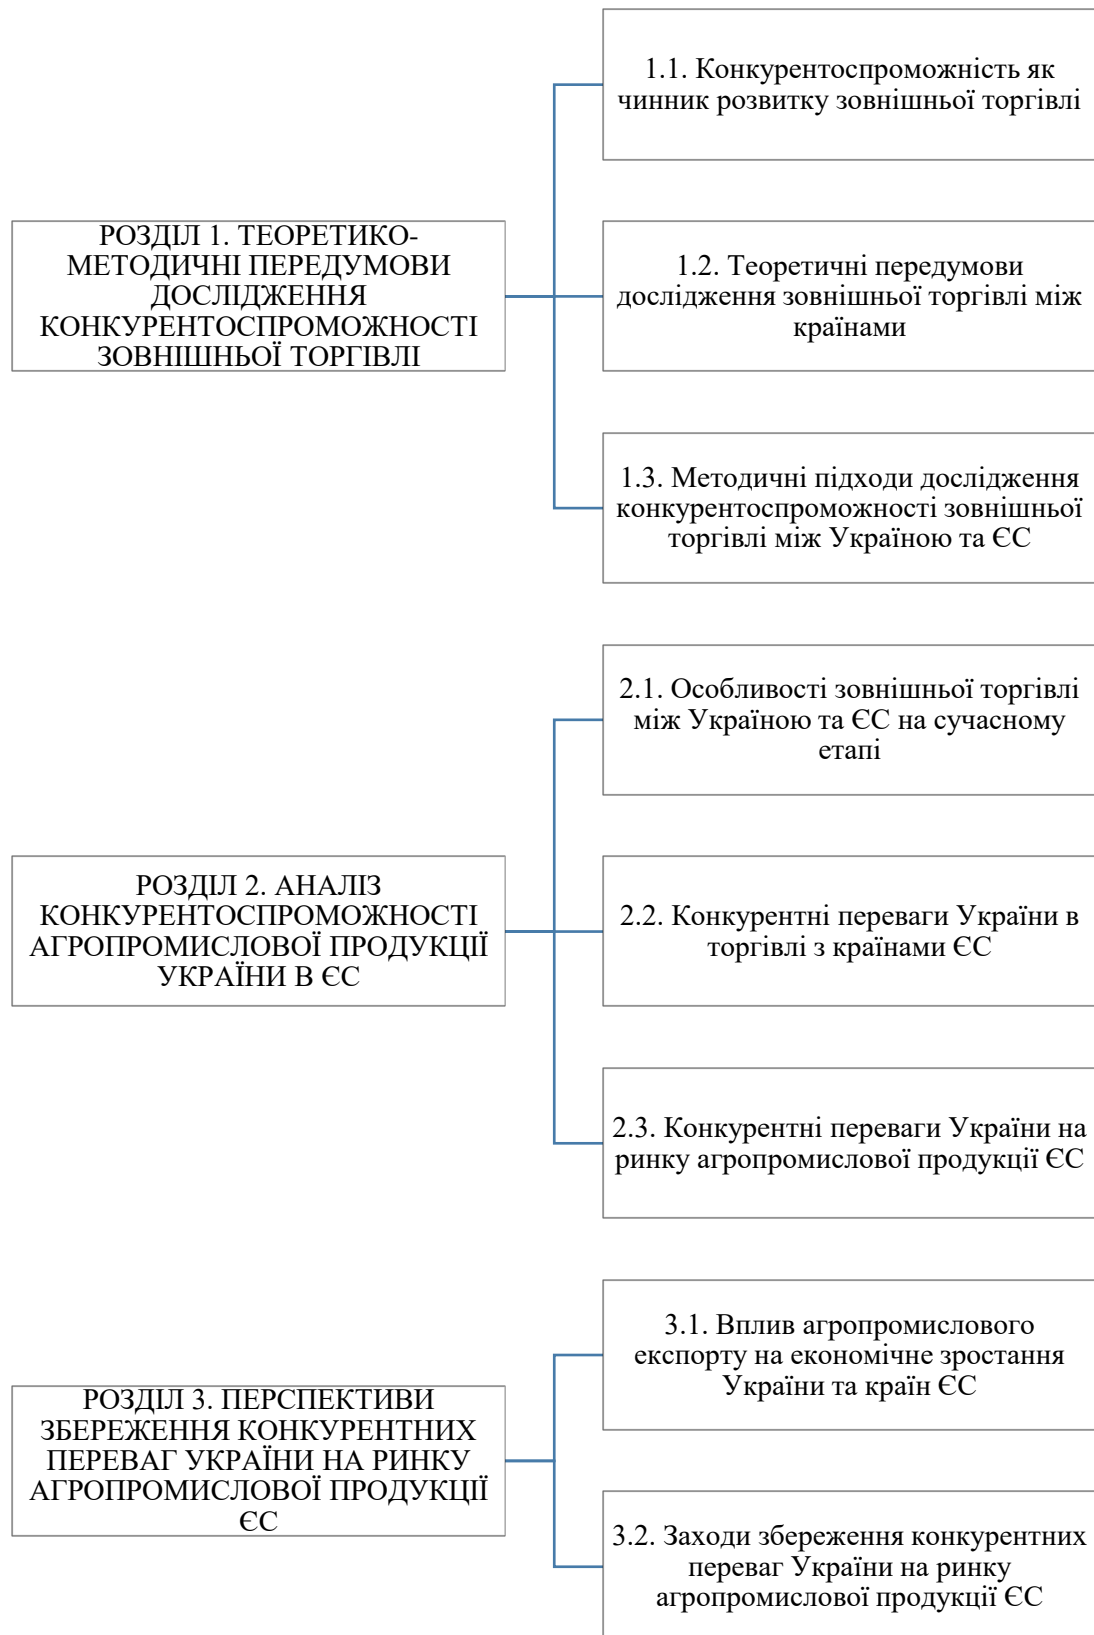 РОЗДІЛ 1. ТЕОРЕТИКО-
МЕТОДИЧНІ ПЕРЕДУМОВИ
ДОСЛІДЖЕННЯ
КОНКУРЕНТОСПРОМОЖНОСТІ
ЗОВНІШНЬОЇ ТОРГІВЛІ
1.1. Конкурентоспроможність як
чинник розвитку зовнішньої торгівлі
1.2. Теоретичні передумови
дослідження зовнішньої торгівлі між
країнами
1.3. Методичні підходи дослідження
конкурентоспроможності зовнішньої
торгівлі між Україною та ЄС
РОЗДІЛ 2. АНАЛІЗ
КОНКУРЕНТОСПРОМОЖНОСТІ
АГРОПРОМИСЛОВОЇ ПРОДУКЦІЇ
УКРАЇНИ В ЄС
2.1. Особливості зовнішньої торгівлі
між Україною та ЄС на сучасному
етапі
2.2. Конкурентні переваги України в
торгівлі з країнами ЄС
2.3. Конкурентні переваги України на
ринку агропромислової продукції ЄС
РОЗДІЛ 3. ПЕРСПЕКТИВИ
ЗБЕРЕЖЕННЯ КОНКУРЕНТНИХ
ПЕРЕВАГ УКРАЇНИ НА РИНКУ
АГРОПРОМИСЛОВОЇ ПРОДУКЦІЇ
ЄС
3.1. Вплив агропромислового
експорту на економічне зростання
України та країн ЄС
3.2. Заходи збереження конкурентних
переваг України на ринку
агропромислової продукції ЄС